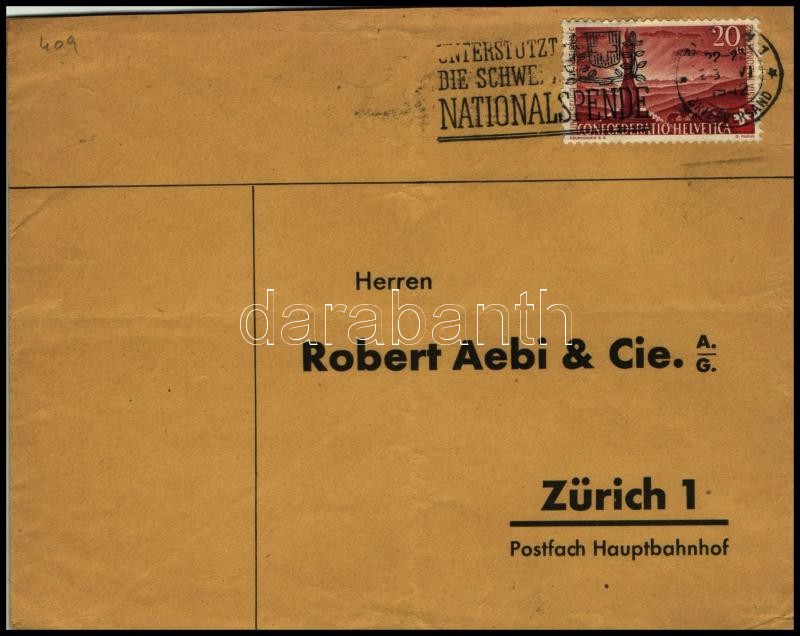 409
UNTERSTÜTZT
DIE SCHWEI
NATIONALSPENDE
20
CONFOEDERATIO HELVETICA
Herren
darabanth
Robert Aebi & Cie. A.
G.
Zürich 1
Postfach Hauptbahnhof